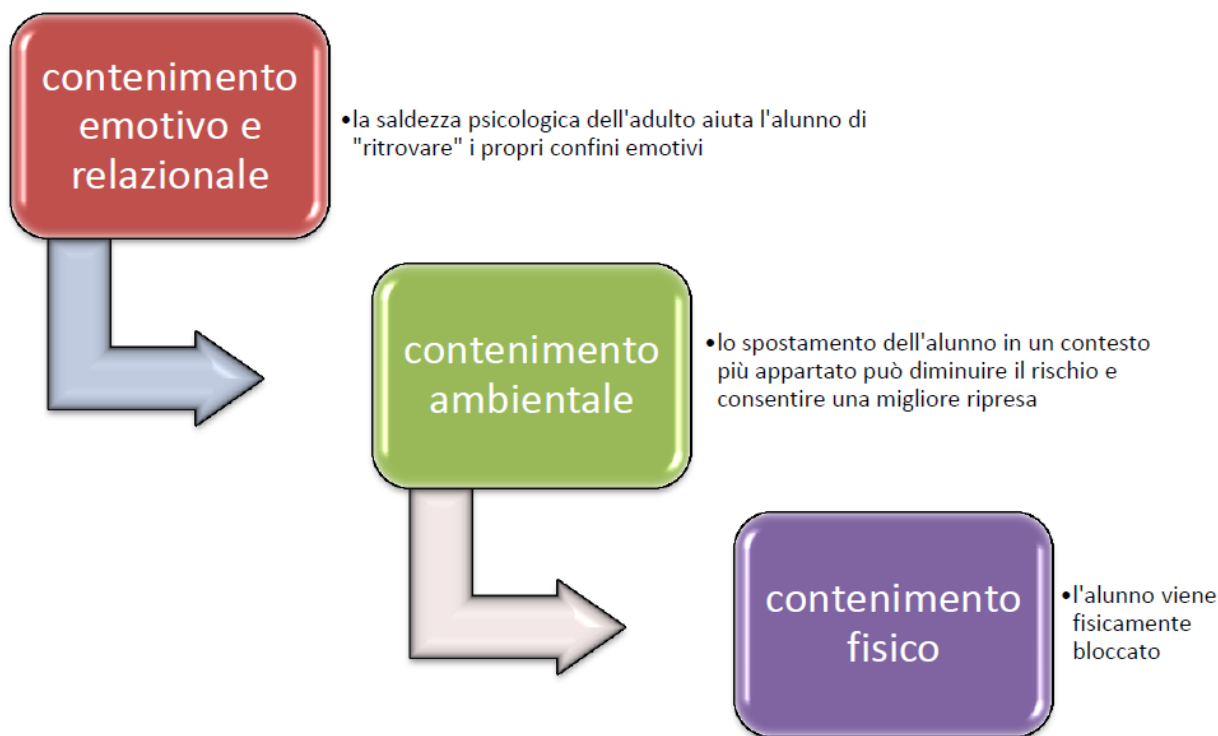 contenimento
emotivo e
relazionale
•la saldezza psicologica dell'adulto aiuta l'alunno di
"ritrovare" i propri confini emotivi
contenimento
ambientale
•lo spostamento dell'alunno in un contesto
più appartato può diminuire il rischio e
consentire una migliore ripresa
contenimento
fisico
•l'alunno viene
fisicamente
bloccato